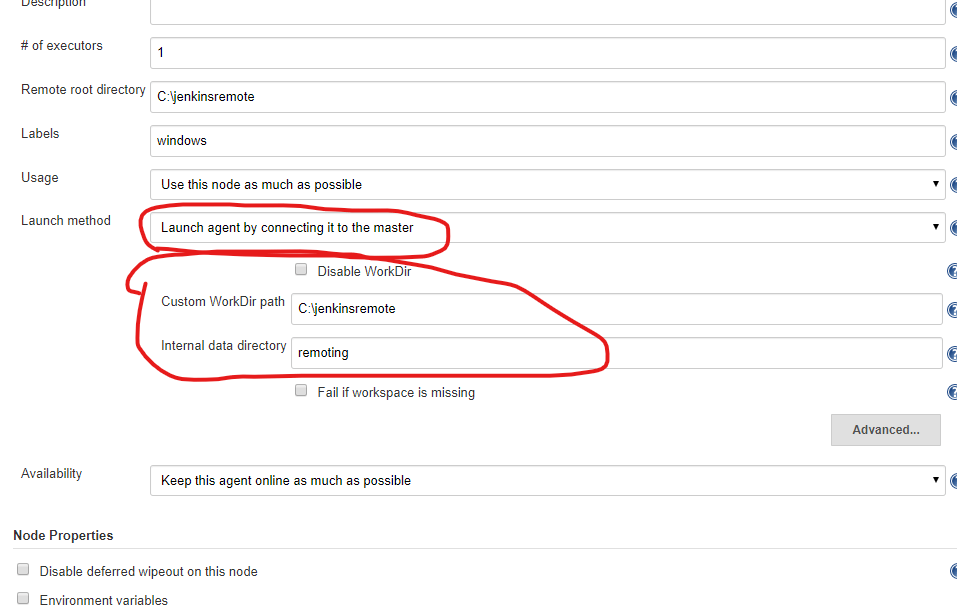 Description
# of executors
1
Remote root directory
C:\jenkinsremote
Labels
windows
Usage
Use this node as much as possible
Launch method
Launch agent by connecting it to the master
Disable WorkDir
Custom WorkDir path
C:\jenkinsremote
Internal data directory
remoting
Fail if workspace is missing
Advanced...
Availability
Keep this agent online as much as possible
Node Properties
Disable deferred wipeout on this node
Environment variables